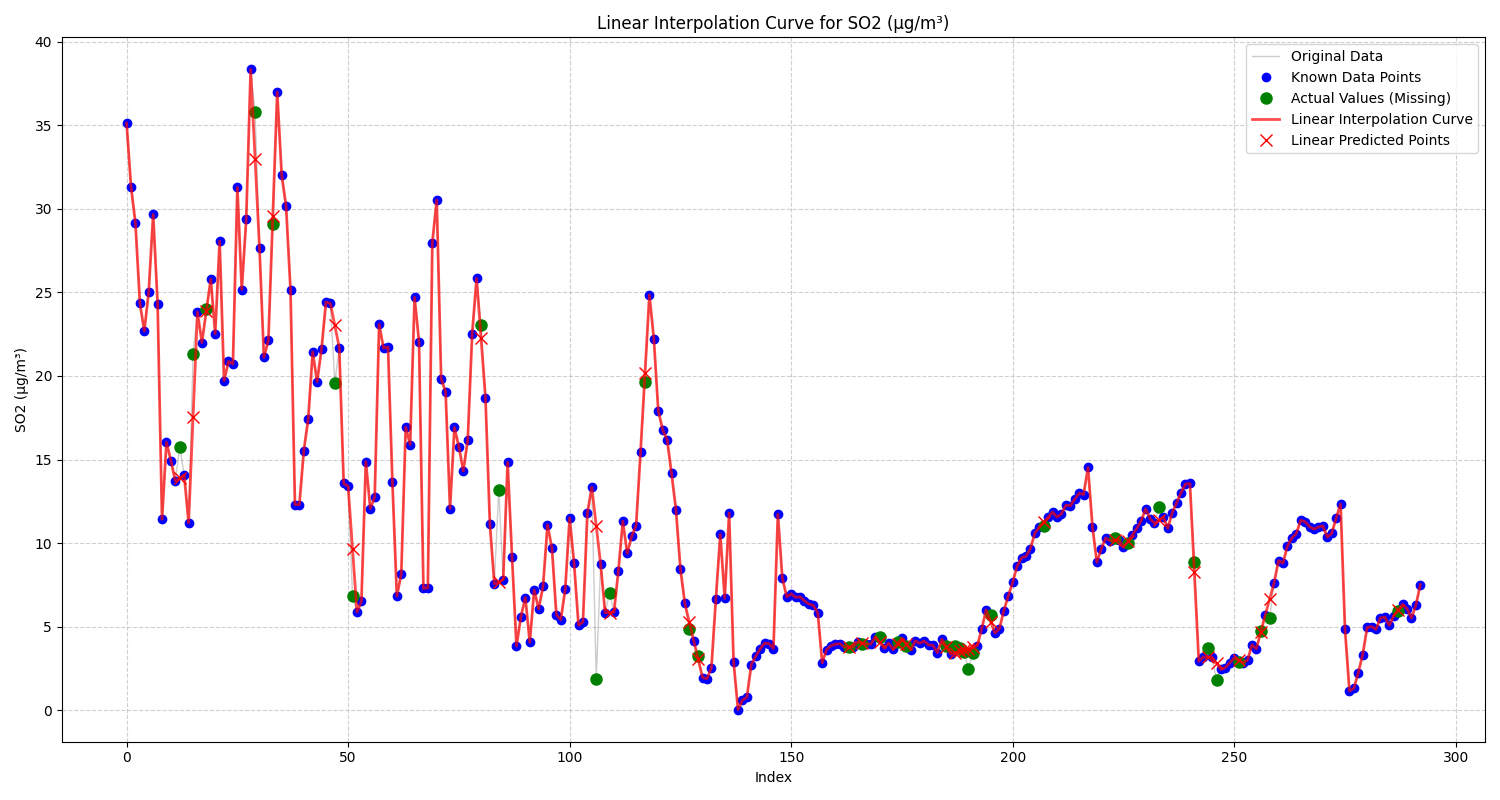 Linear Interpolation Curve for SO2 (µg/m³)
Original Data
Known Data Points
Actual Values (Missing)
Linear Interpolation Curve
Linear Predicted Points
SO2 (µg/m³)
40
35
30
25
20
15
10
5
0
0
50
100
150
200
250
300
Index